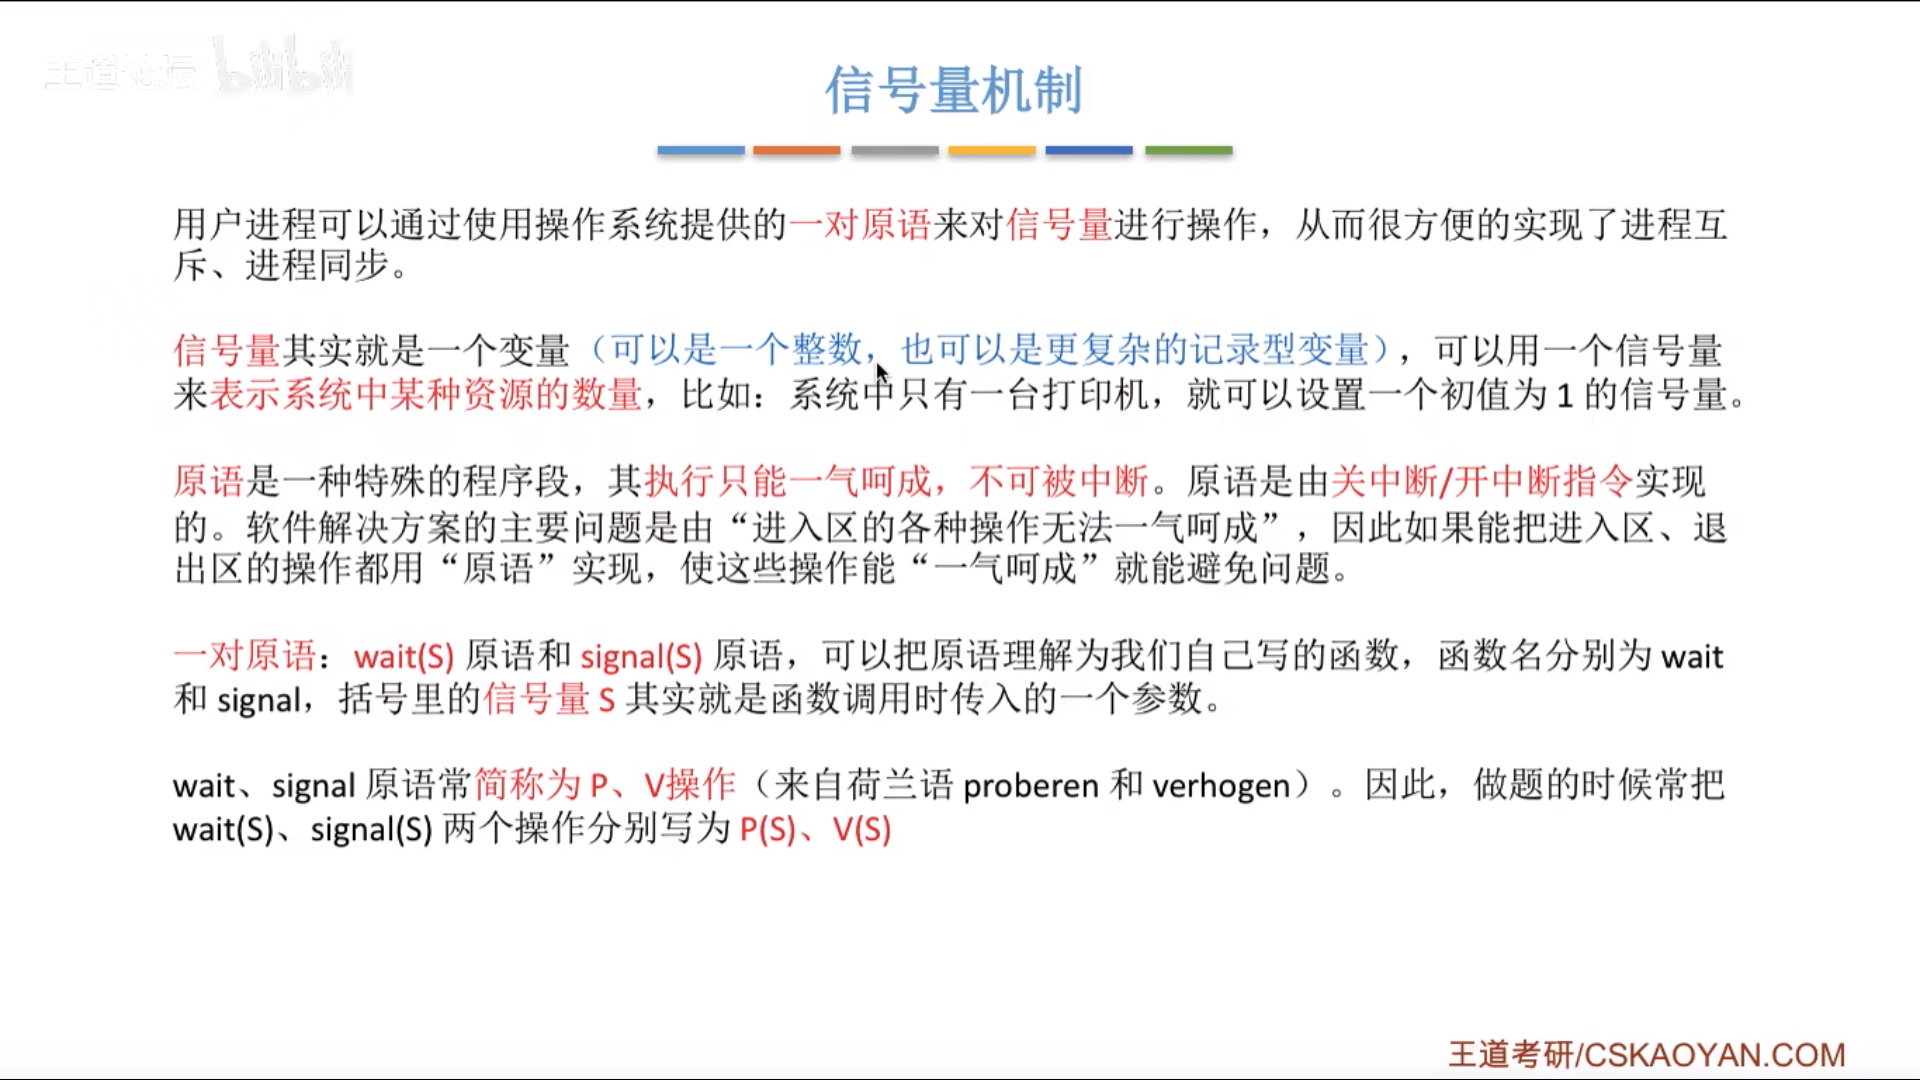 王道论坛 bilibili
信号量机制
用户进程可以通过使用操作系统提供的一对原语来对信号量进行操作，从而很方便的实现了进程互
斥、进程同步。
信号量其实就是一个变量（可以是一个整数，也可以是更复杂的记录型变量），可以用一个信号量
来表示系统中某种资源的数量，比如：系统中只有一台打印机，就可以设置一个初值为 1 的信号量。
原语是一种特殊的程序段，其执行只能一气呵成，不可被中断。原语是由关中断/开中断指令实现
的。软件解决方案的主要问题是由“进入区的各种操作无法一气呵成”，因此如果能把进入区、退
出区的操作都用“原语”实现，使这些操作能“一气呵成”就能避免问题。
一对原语：wait(S) 原语和 signal(S) 原语，可以把原语理解为我们自己写的函数，函数名分别为 wait
和 signal，括号里的信号量 S 其实就是函数调用时传入的一个参数。
wait、signal 原语常简称为 P、V操作（来自荷兰语 proberen 和 verhogen）。因此，做题的时候常把
wait(S)、signal(S) 两个操作分别写为 P(S)、V(S)
王道考研/CSKAOYAN.COM